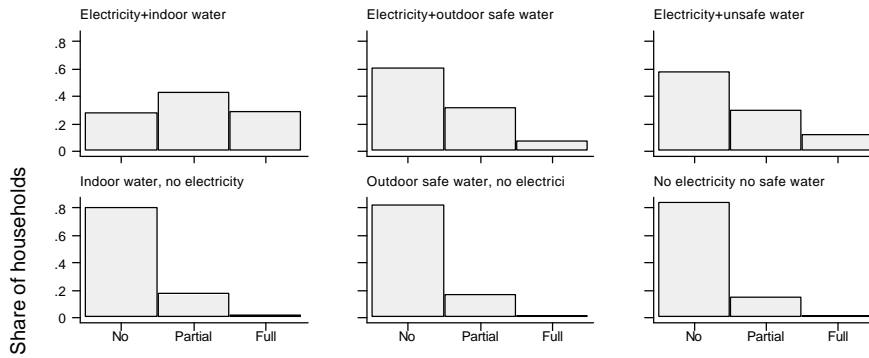 Electricity+indoor water
Electricity+outdoor safe water
Electricity+unsafe water
.8
.6
.4
.2
0
Indoor water, no electricity
Outdoor safe water, no electrici
No electricity no safe water
.8
.6
.4
.2
0
No Partial Full
No Partial Full
No Partial Full
Share of households